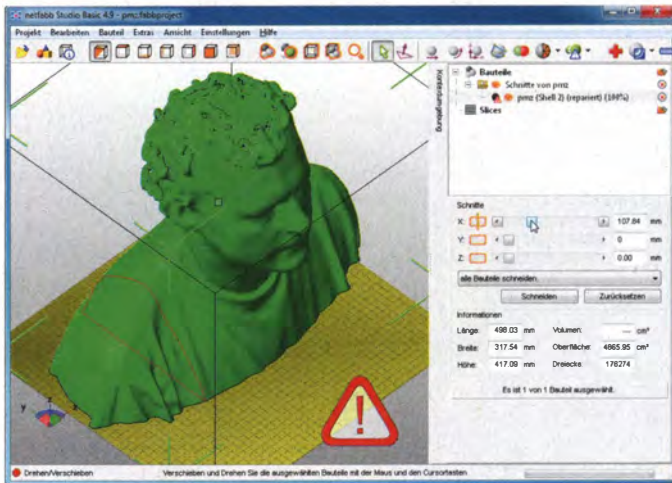 netfabb Studio Basic 4.9 - pmz.fabbproject
Projekt Bearbeiten Bauteil Extras Ansicht Einstellungen Hilfe
Kontextumgebung
Bauteile
Schnitte von pmz
pmz (Shell 2) (repariert) (100%)
Slices
Schnitte
X: 107.84 mm
Y: 0 mm
Z: 0.00 mm
alle Bauteile schneiden
Schneiden Zurücksetzen
Informationen
Länge: 498.03 mm Volumen: --- cm³
Breite: 317.54 mm Oberfläche: 4865.95 cm²
Höhe: 417.09 mm Dreiecke: 176274
Es ist 1 von 1 Bauteil ausgewählt.
z
y x
!
Drehen/Verschieben Verschieben und Drehen Sie die ausgewählten Bauteile mit der Maus und den Cursortasten